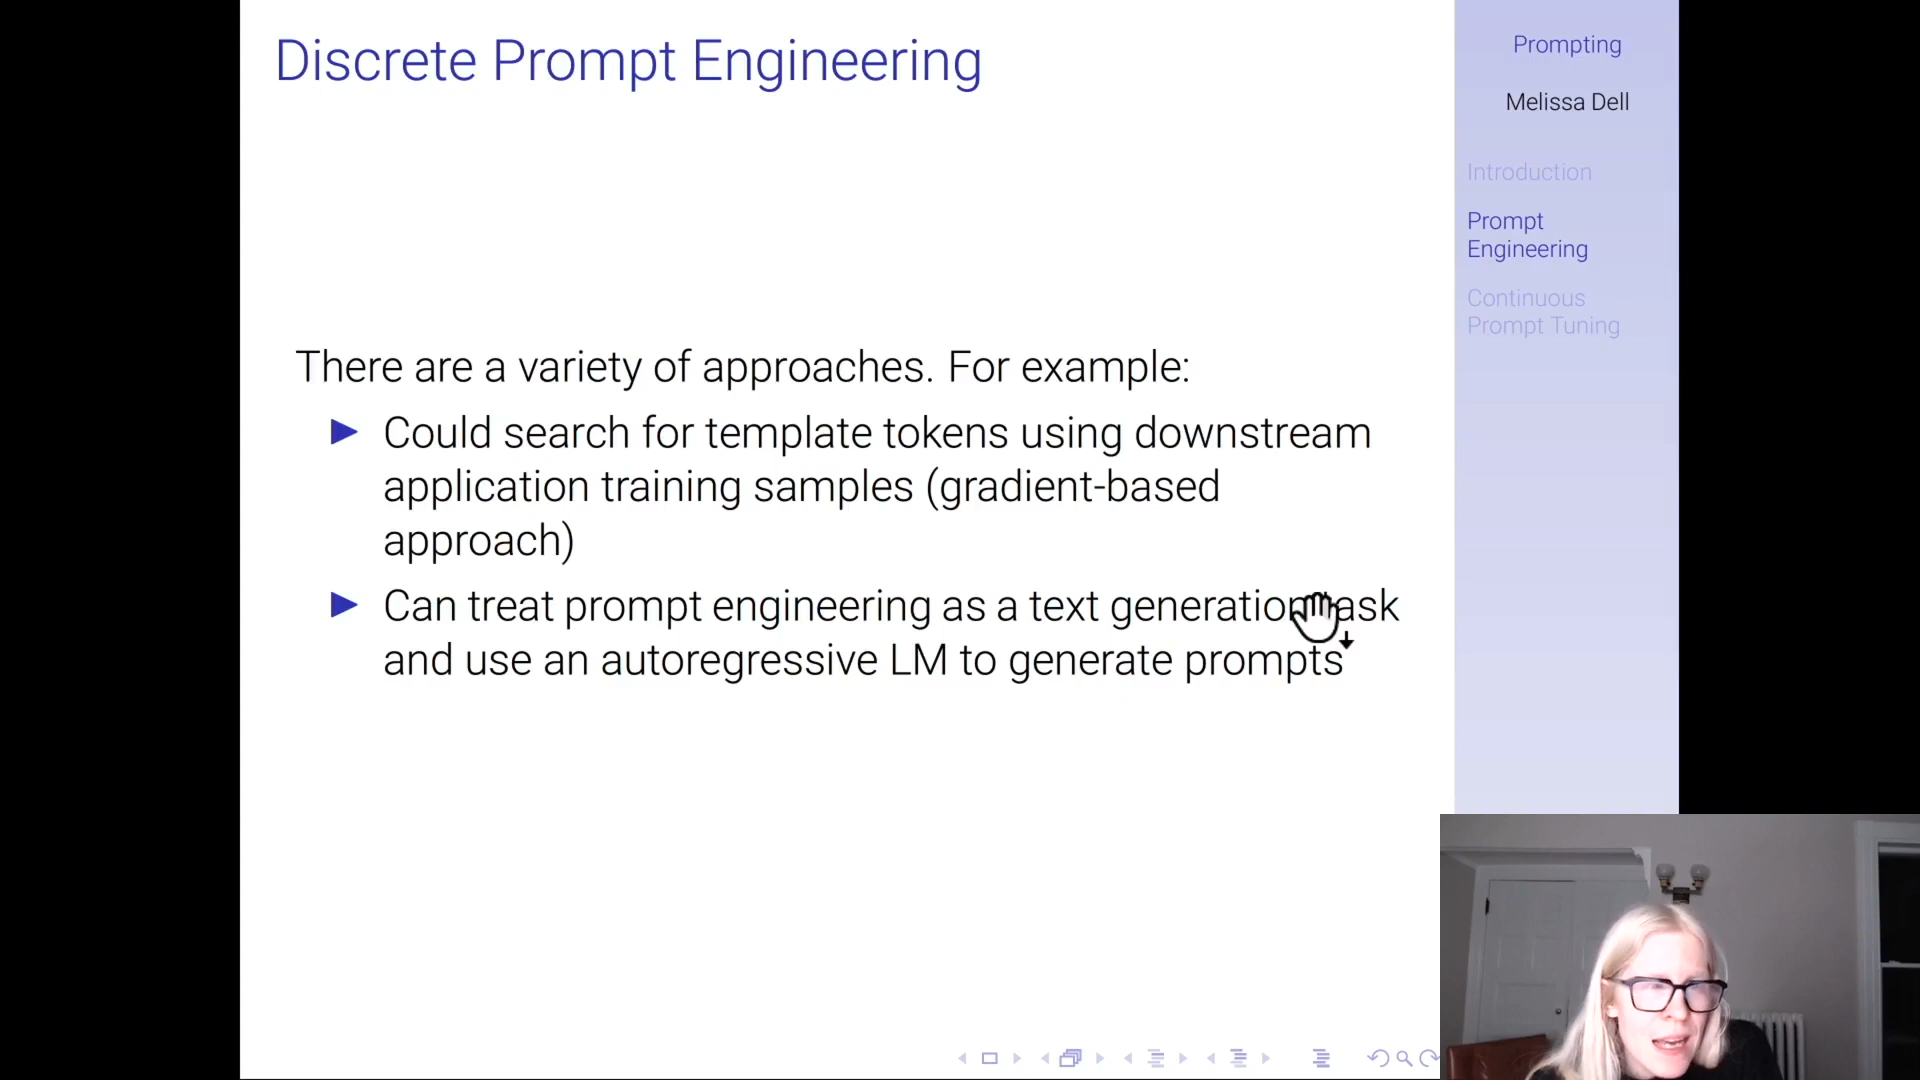 Discrete Prompt Engineering
There are a variety of approaches. For example:
Could search for template tokens using downstream
application training samples (gradient-based
approach)
Can treat prompt engineering as a text generation task
and use an autoregressive LM to generate prompts
Prompting
Melissa Dell
Introduction
Prompt
Engineering
Continuous
Prompt Tuning